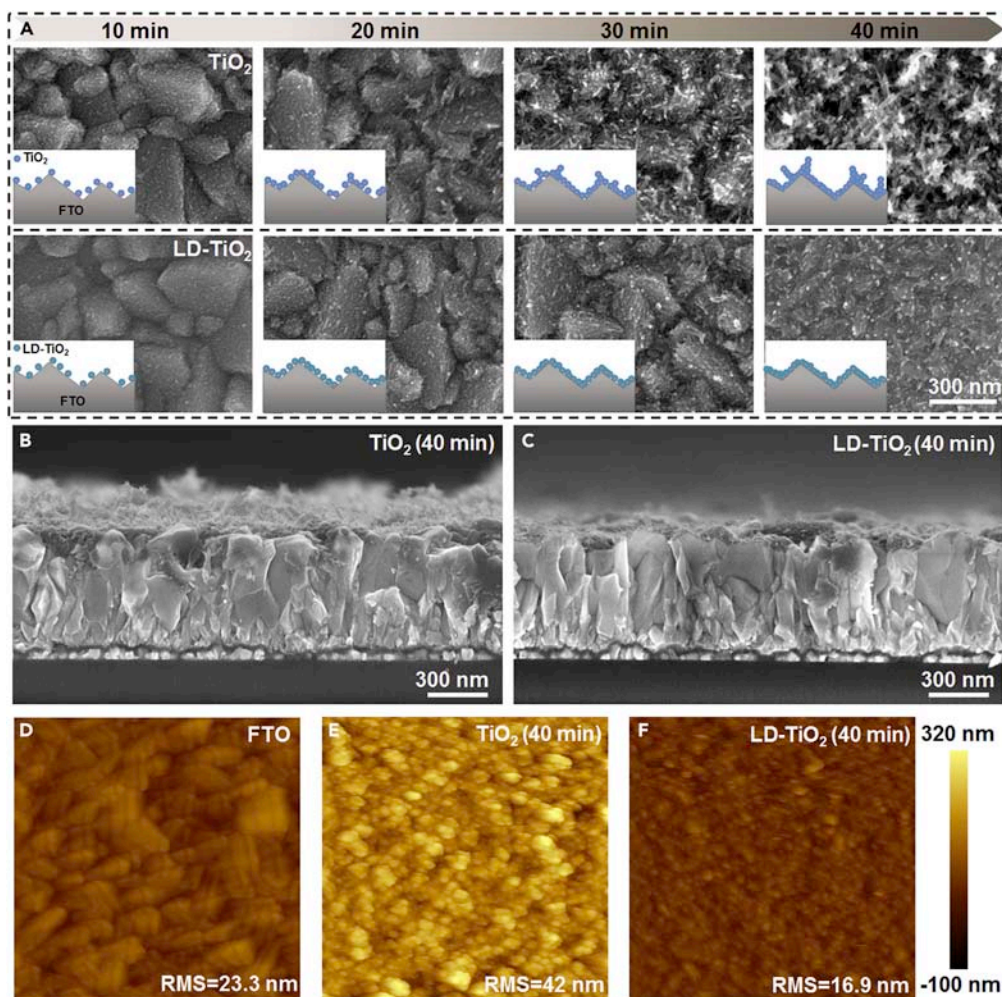 A
10 min 20 min 30 min 40 min
TiO₂
TiO₂
FTO
LD-TiO₂
LD-TiO₂
FTO
300 nm
B TiO₂ (40 min)
300 nm
C LD-TiO₂ (40 min)
300 nm
D FTO
RMS=23.3 nm
E TiO₂ (40 min)
RMS=42 nm
F LD-TiO₂ (40 min)
RMS=16.9 nm
320 nm
-100 nm